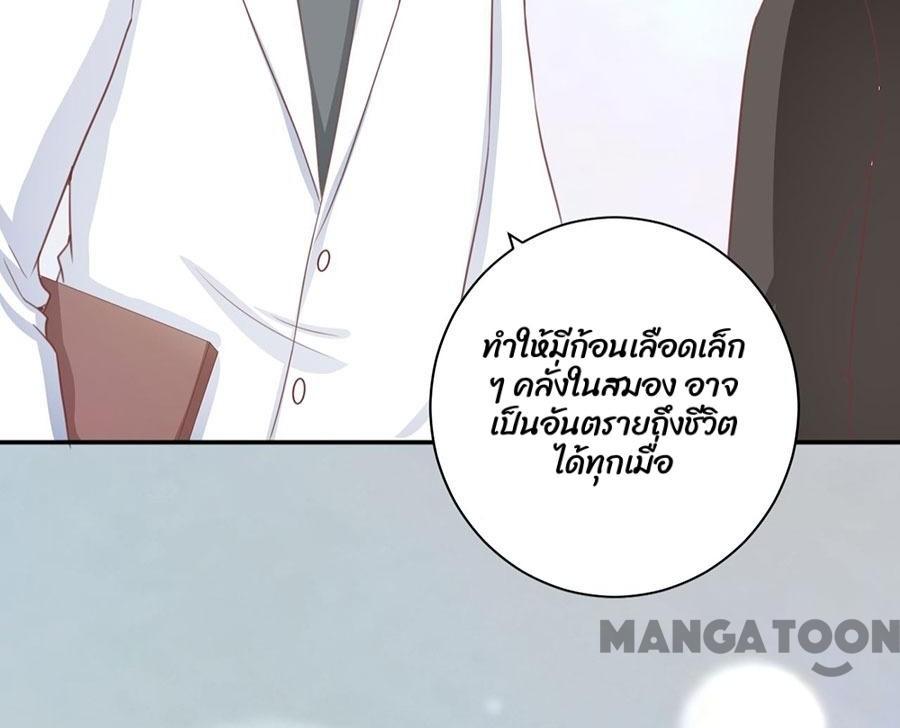 ทำให้มีก้อนเลือดเล็ก
ๆ คลั่งในสมอง อาจ
เป็นอันตรายถึงชีวิต
ได้ทุกเมื่อ
MANGATOON